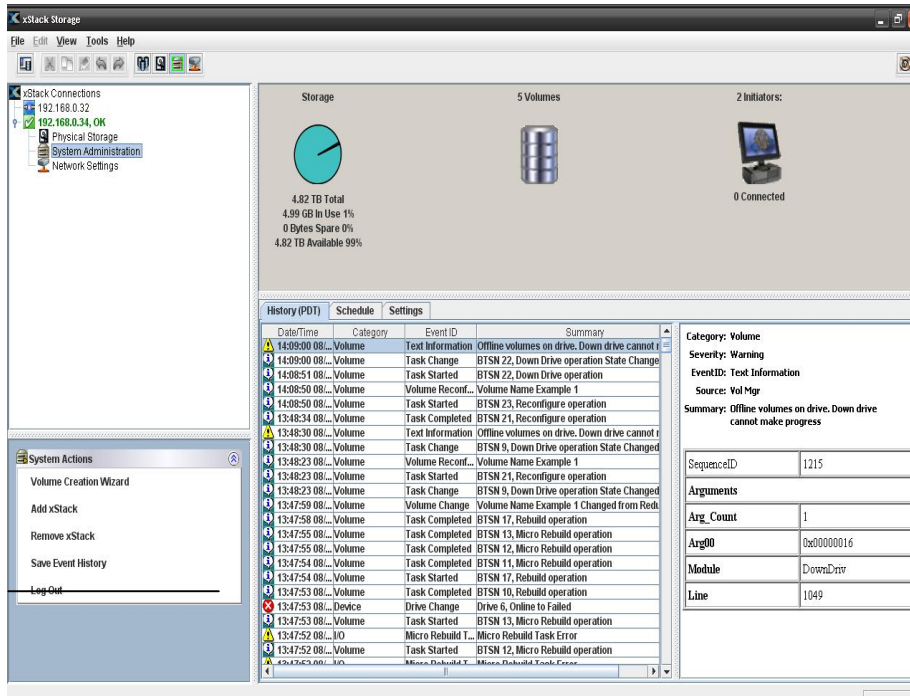 xStack Storage
File Edit View Tools Help
xStack Connections
192.168.0.32
192.168.0.34, OK
Physical Storage
System Administration
Network Settings
Storage
4.82 TB Total
4.99 GB In Use 1%
0 Bytes Spare 0%
4.82 TB Available 99%
5 Volumes
2 Initiators:
0 Connected
System Actions
Volume Creation Wizard
Add xStack
Remove xStack
Save Event History
Log Out
History (PDT) Schedule Settings
Date/Time Category Event ID Summary
14:09:00 08/... Volume Text Information Offline volumes on drive. Down drive cannot r
14:09:00 08/... Volume Task Change BTSN 22, Down Drive operation State Change
14:08:51 08/... Volume Task Started BTSN 22, Down Drive operation
14:08:50 08/... Volume Volume Reconf... Volume Name Example 1
14:08:50 08/... Volume Task Started BTSN 23, Reconfigure operation
13:48:34 08/... Volume Task Completed BTSN 21, Reconfigure operation
13:48:30 08/... Volume Text Information Offline volumes on drive. Down drive cannot r
13:48:30 08/... Volume Task Change BTSN 9, Down Drive operation State Changed
13:48:23 08/... Volume Volume Reconf... Volume Name Example 1
13:48:23 08/... Volume Task Started BTSN 21, Reconfigure operation
13:48:23 08/... Volume Task Change BTSN 9, Down Drive operation State Changed
13:47:59 08/... Volume Volume Change Volume Name Example 1 Changed from Redu
13:47:58 08/... Volume Task Completed BTSN 17, Rebuild operation
13:47:55 08/... Volume Task Completed BTSN 13, Micro Rebuild operation
13:47:55 08/... Volume Task Completed BTSN 12, Micro Rebuild operation
13:47:54 08/... Volume Task Completed BTSN 11, Micro Rebuild operation
13:47:54 08/... Volume Task Started BTSN 17, Rebuild operation
13:47:53 08/... Volume Task Completed BTSN 10, Rebuild operation
13:47:53 08/... Device Drive Change Drive 6, Online to Failed
13:47:53 08/... Volume Task Started BTSN 13, Micro Rebuild operation
13:47:52 08/... I/O Micro Rebuild T... Micro Rebuild Task Error
13:47:52 08/... Volume Task Started BTSN 12, Micro Rebuild operation
13:47:52 08/... I/O Micro Rebuild T... Micro Rebuild Task Error
Category: Volume
Severity: Warning
EventID: Text Information
Source: Vol Mgr
Summary: Offline volumes on drive. Down drive
cannot make progress
SequenceID 1215
Arguments
Arg_Count 1
Arg00 0x00000016
Module DownDriv
Line 1049